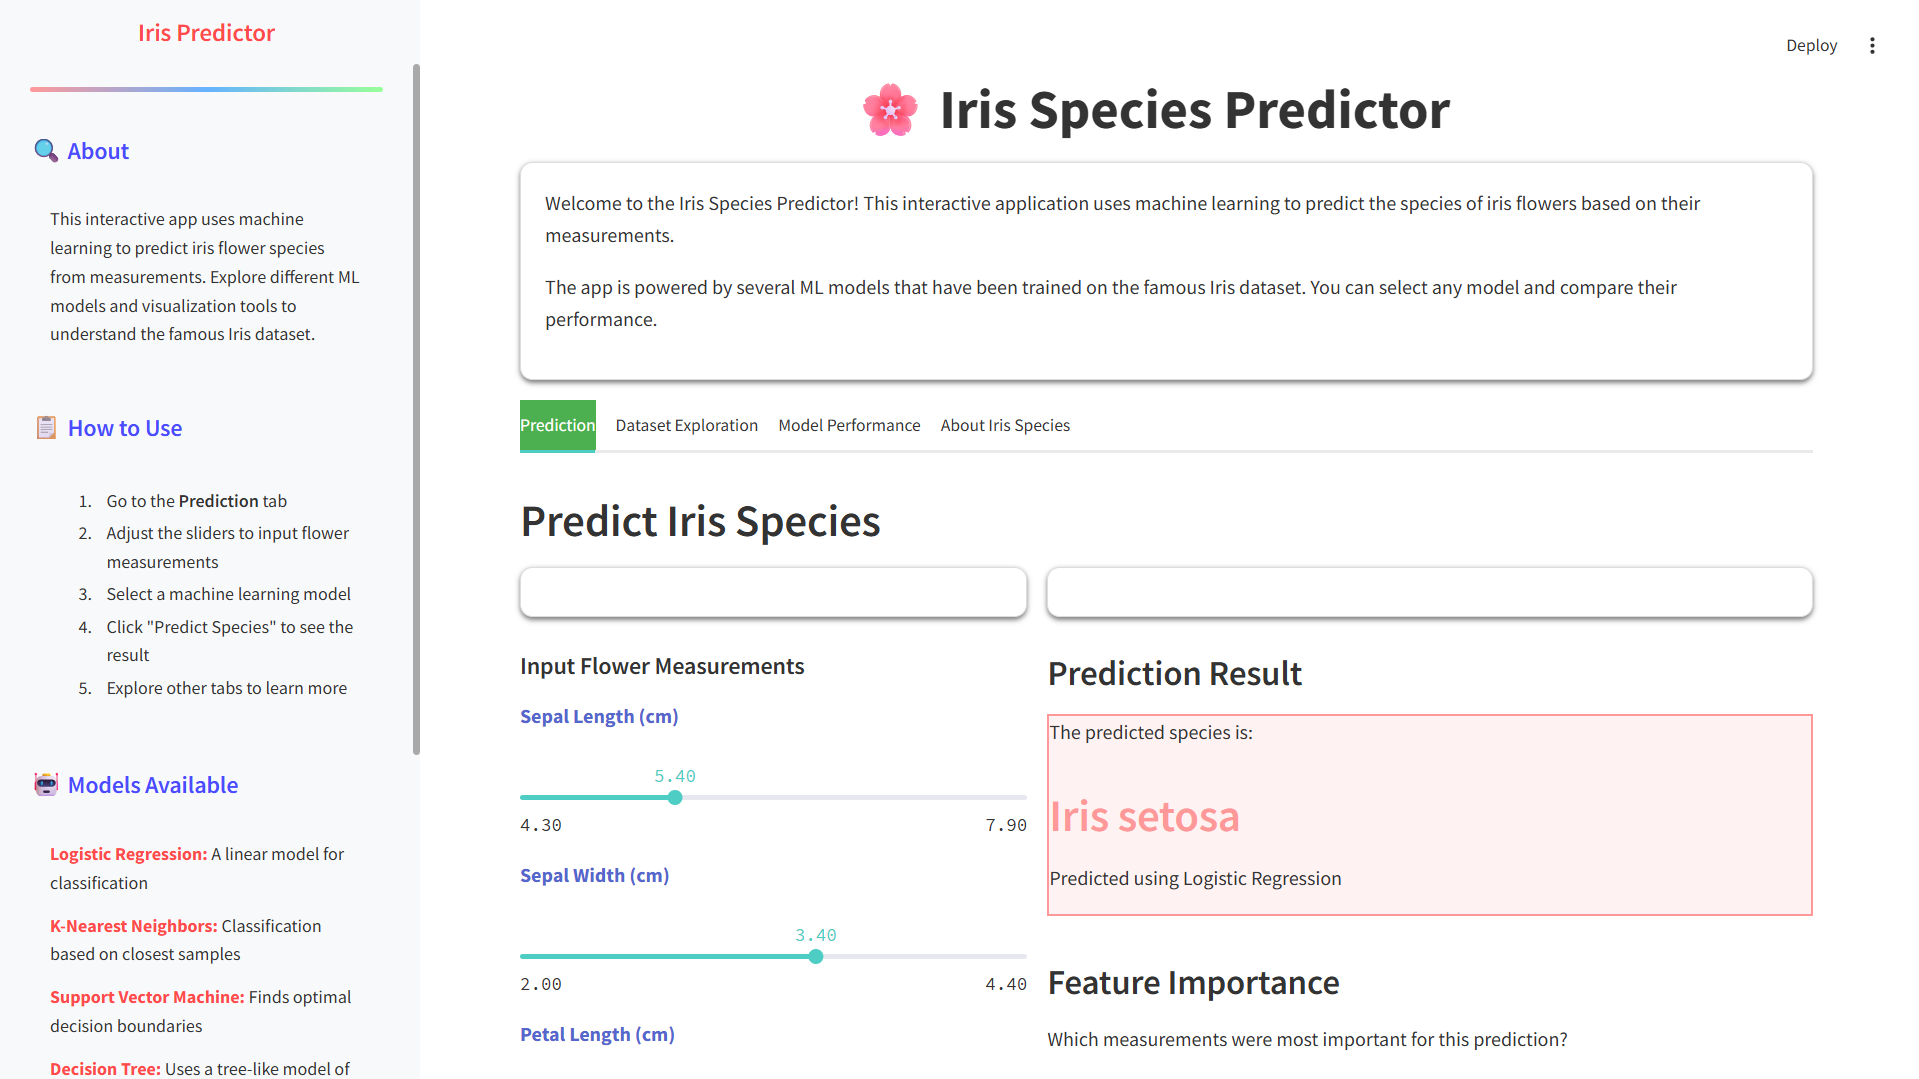 Iris Predictor
About
This interactive app uses machine
learning to predict iris flower species
from measurements. Explore different ML
models and visualization tools to
understand the famous Iris dataset.
How to Use
1. Go to the Prediction tab
2. Adjust the sliders to input flower
measurements
3. Select a machine learning model
4. Click "Predict Species" to see the
result
5. Explore other tabs to learn more
Models Available
Logistic Regression: A linear model for
classification
K-Nearest Neighbors: Classification
based on closest samples
Support Vector Machine: Finds optimal
decision boundaries
Decision Tree: Uses a tree-like model of
Deploy
Iris Species Predictor
Welcome to the Iris Species Predictor! This interactive application uses machine learning to predict the species of iris flowers based on their
measurements.
The app is powered by several ML models that have been trained on the famous Iris dataset. You can select any model and compare their
performance.
Prediction Dataset Exploration Model Performance About Iris Species
Predict Iris Species
Input Flower Measurements
Sepal Length (cm)
5.40
4.30 7.90
Sepal Width (cm)
3.40
2.00 4.40
Petal Length (cm)
Prediction Result
The predicted species is:
Iris setosa
Predicted using Logistic Regression
Feature Importance
Which measurements were most important for this prediction?